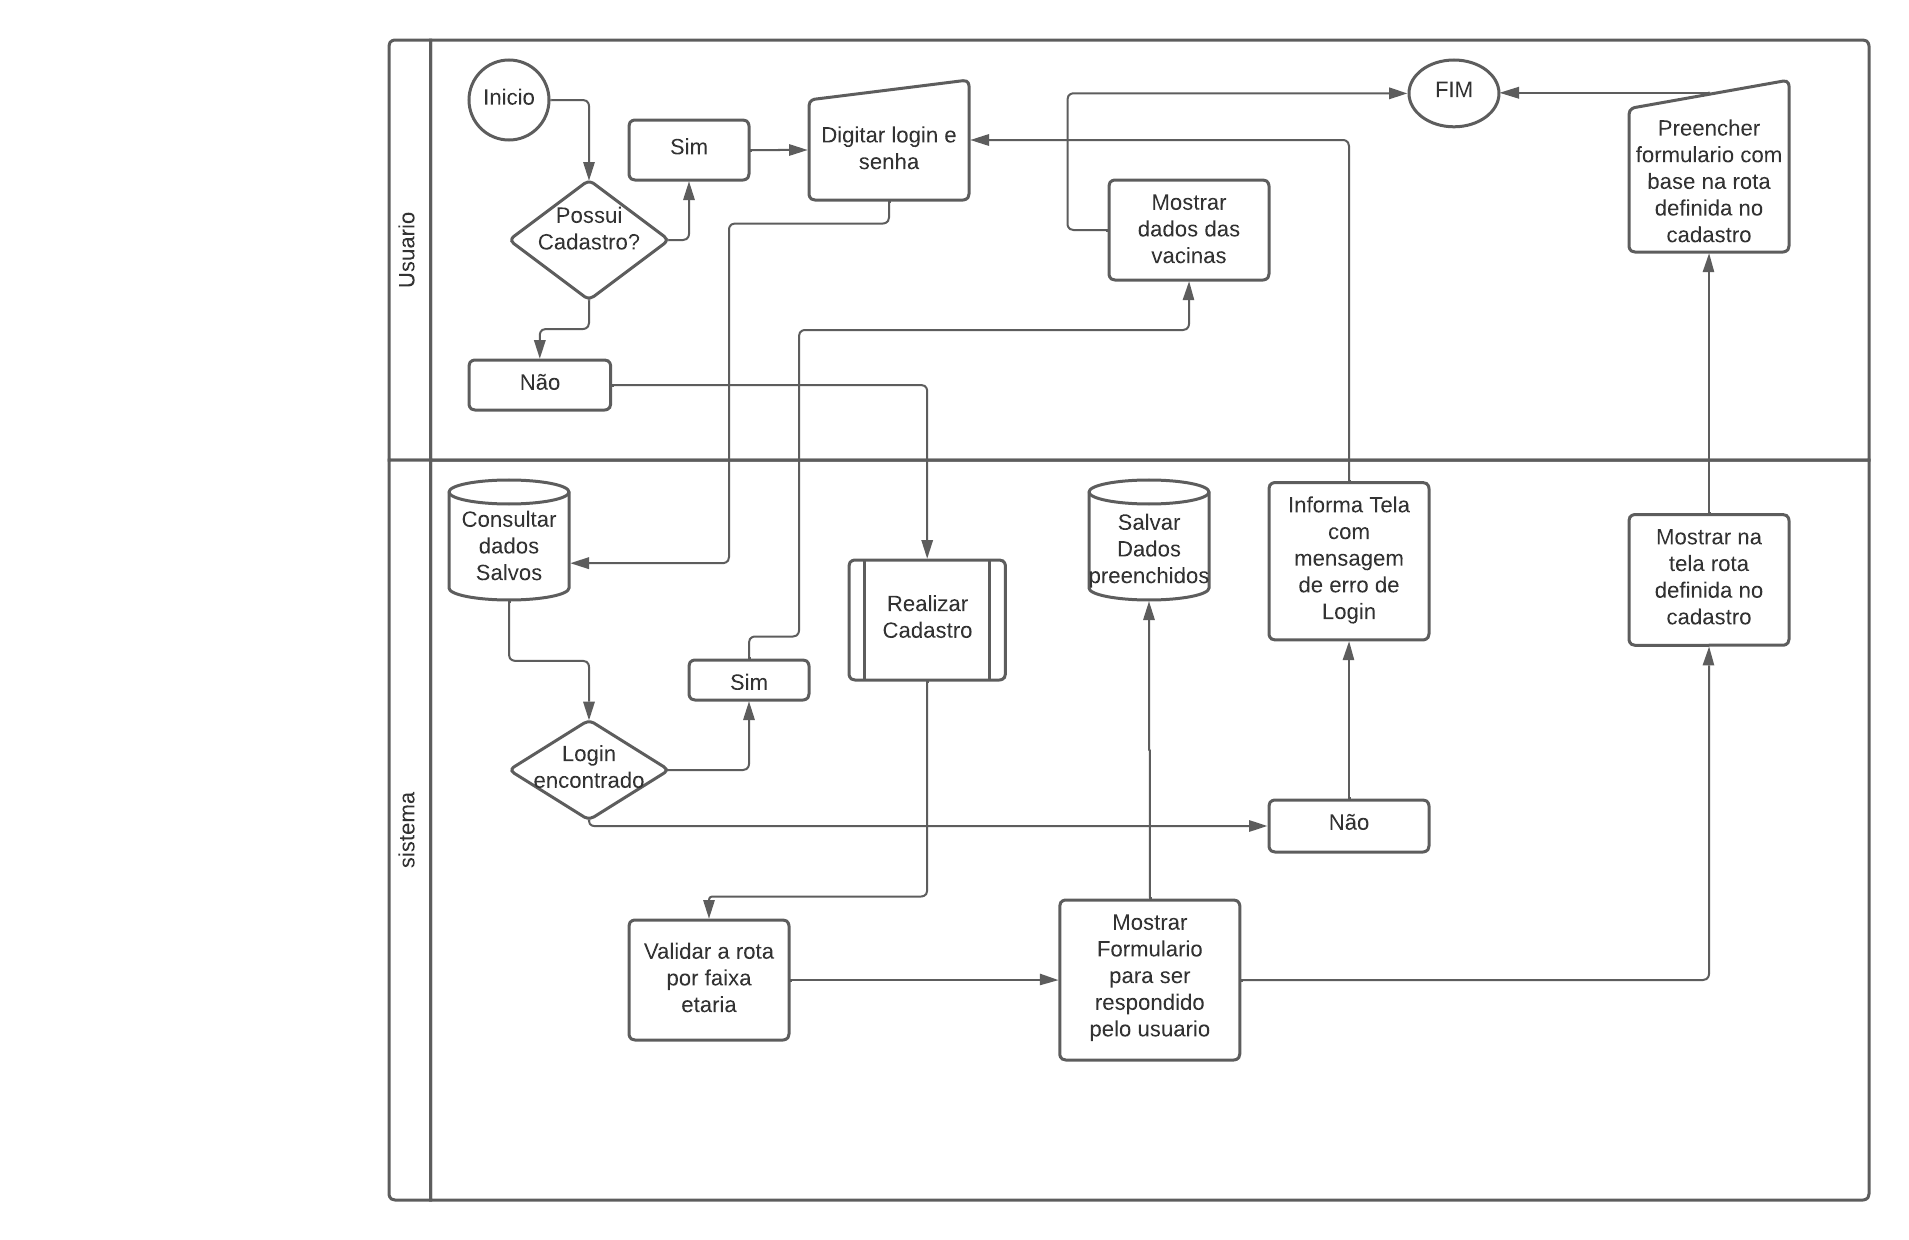 Usuario
Inicio
Possui
Cadastro?
Sim
Não
Digitar login e
senha
Mostrar
dados das
vacinas
FIM
Preencher
formulario com
base na rota
definida no
cadastro
sistema
Consultar
dados
Salvos
Login
encontrado
Sim
Realizar
Cadastro
Salvar
Dados
preenchidos
Informa Tela
com
mensagem
de erro de
Login
Não
Mostrar na
tela rota
definida no
cadastro
Validar a rota
por faixa
etaria
Mostrar
Formulario
para ser
respondido
pelo usuario